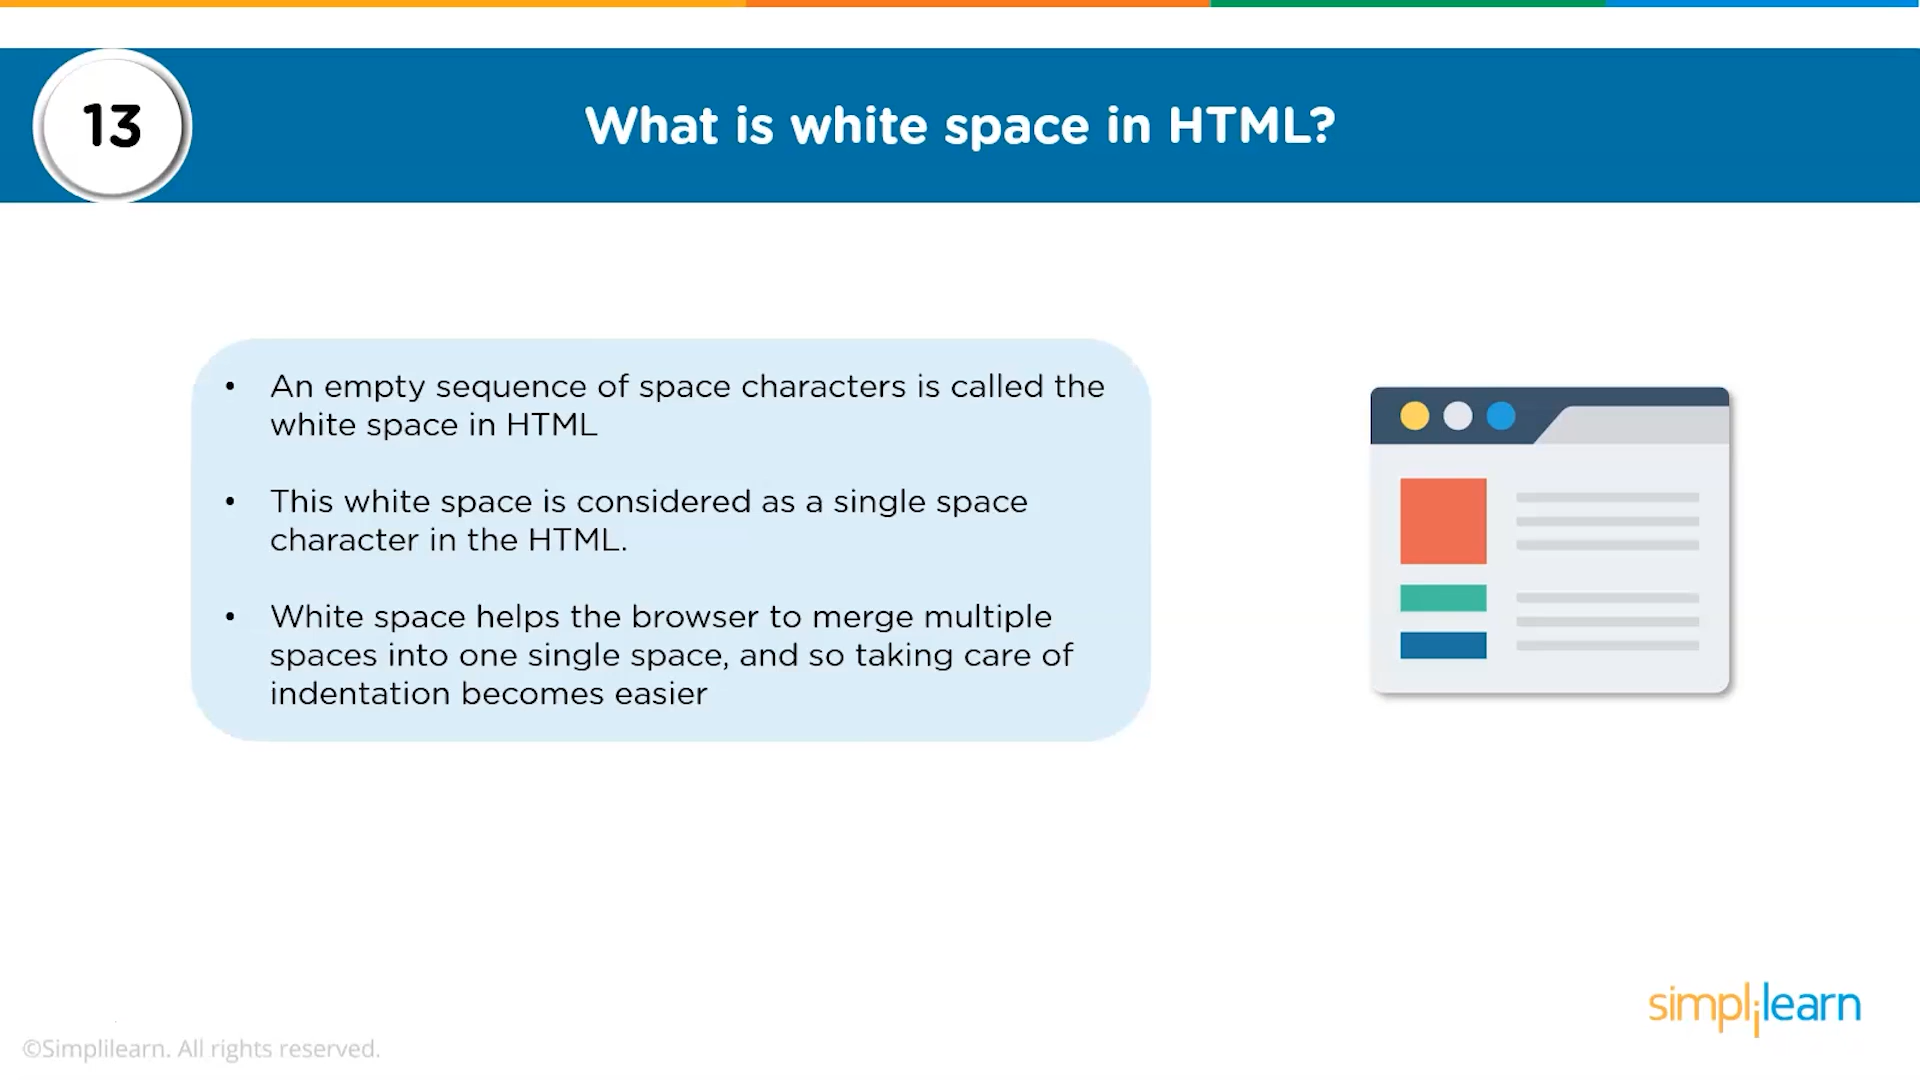 13
What is white space in HTML?
• An empty sequence of space characters is called the
white space in HTML
• This white space is considered as a single space
character in the HTML.
• White space helps the browser to merge multiple
spaces into one single space, and so taking care of
indentation becomes easier
simplilearn
©Simplilearn. All rights reserved.